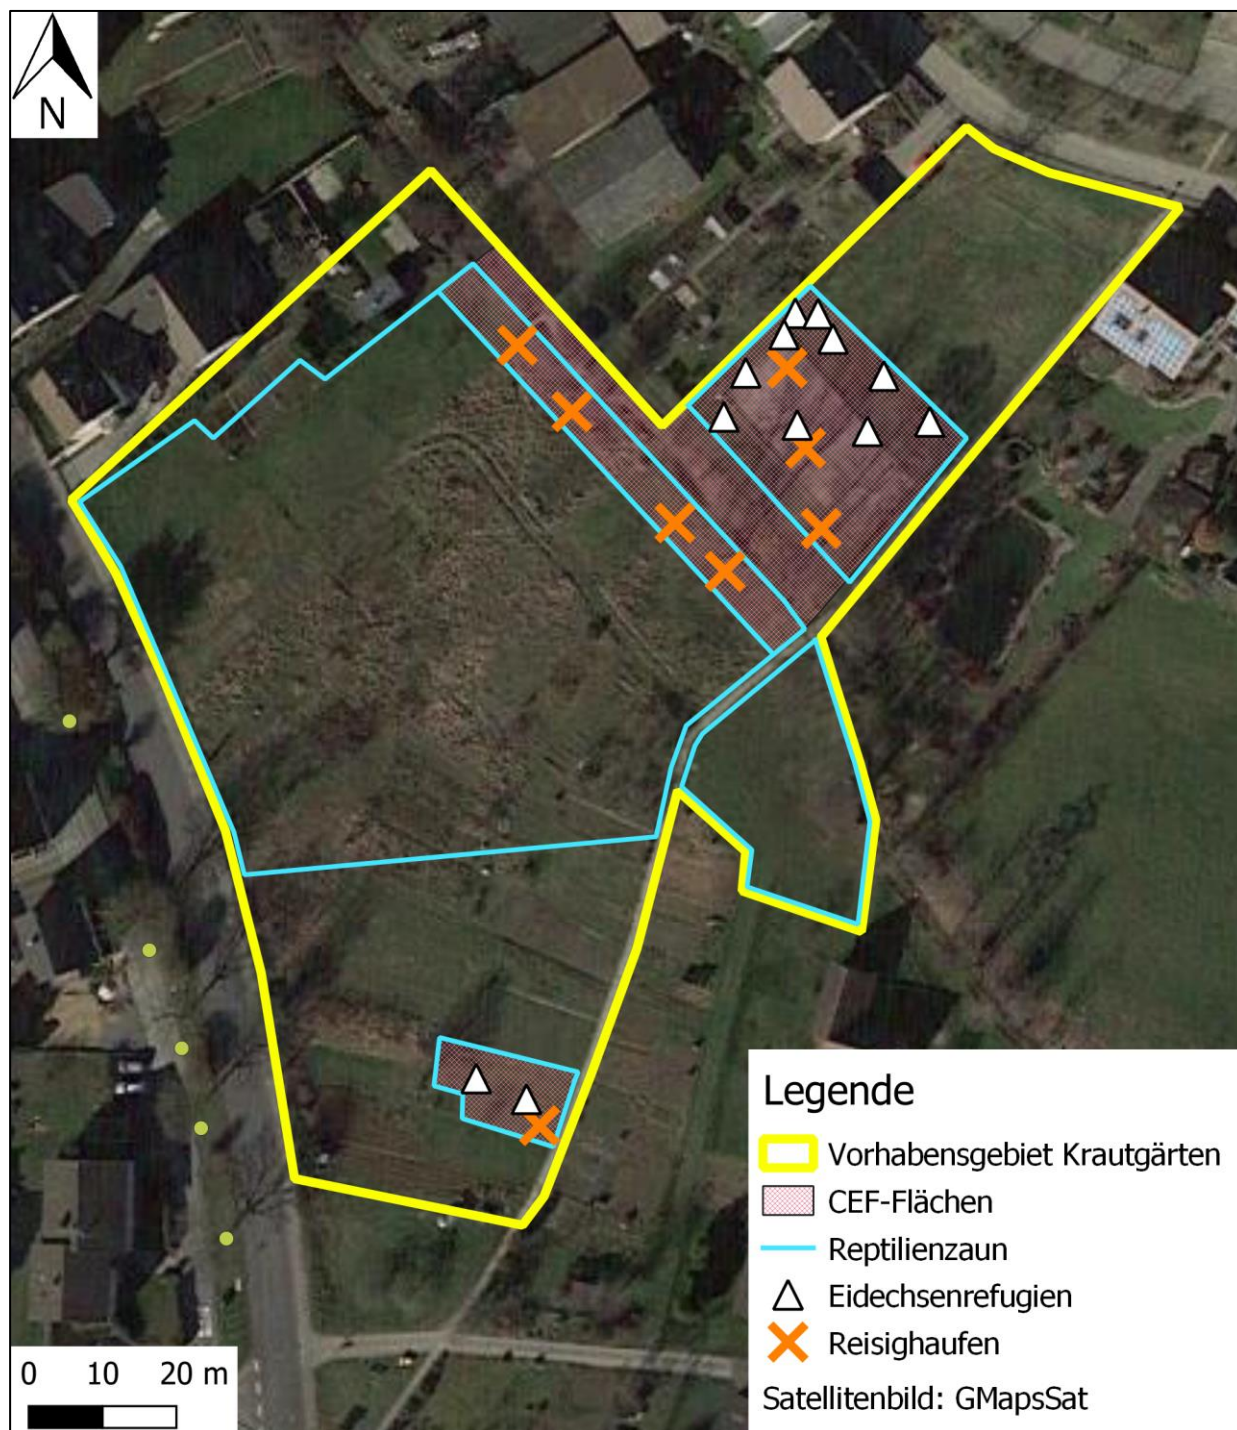 N
Legende
Vorhabensgebiet Krautgärten
CEF-Flächen
Reptilienzaun
Eidechsenrefugien
Reisighaufen
Satellitenbild: GMapsSat
0 10 20 m